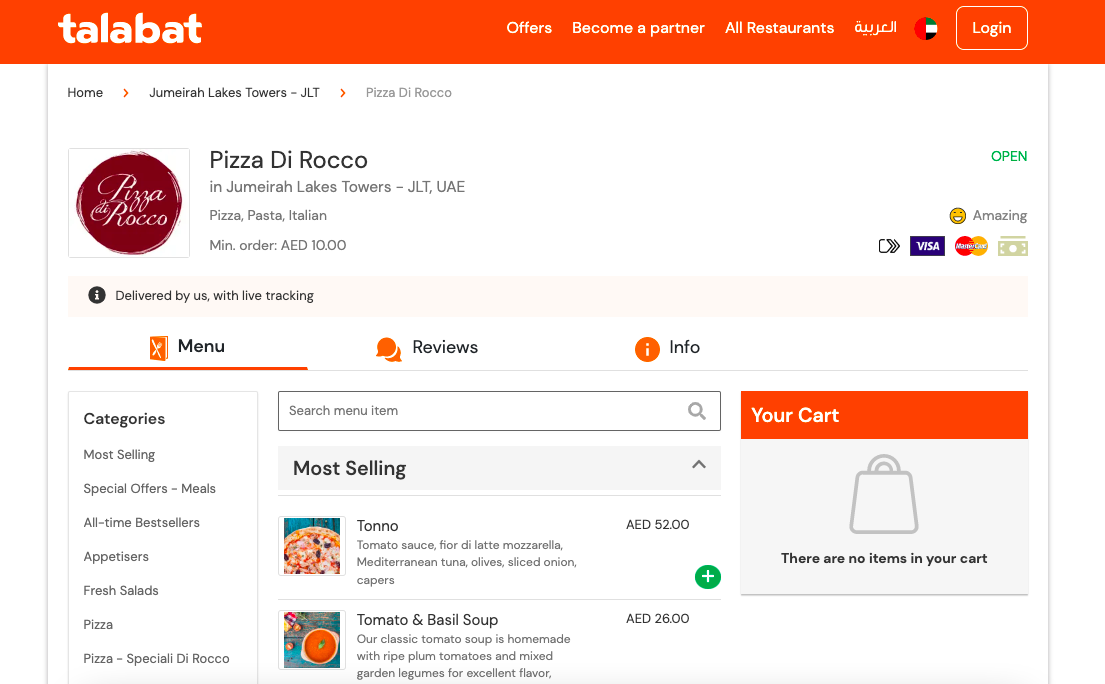 talabat
Offers
Become a partner
All Restaurants
العربية
Login
Home
Jumeirah Lakes Towers - JLT
Pizza Di Rocco
Pizza
di Rocco
Pizza Di Rocco
OPEN
in Jumeirah Lakes Towers - JLT, UAE
Pizza, Pasta, Italian
Amazing
Min. order: AED 10.00
VISA
MasterCard
Delivered by us, with live tracking
Menu
Reviews
Info
Categories
Most Selling
Special Offers - Meals
All-time Bestsellers
Appetisers
Fresh Salads
Pizza
Pizza - Speciali Di Rocco
Search menu item
Most Selling
Tonno
AED 52.00
Tomato sauce, fior di latte mozzarella,
Mediterranean tuna, olives, sliced onion,
capers
Tomato & Basil Soup
AED 26.00
Our classic tomato soup is homemade
with ripe plum tomatoes and mixed
garden legumes for excellent flavor,
Your Cart
There are no items in your cart